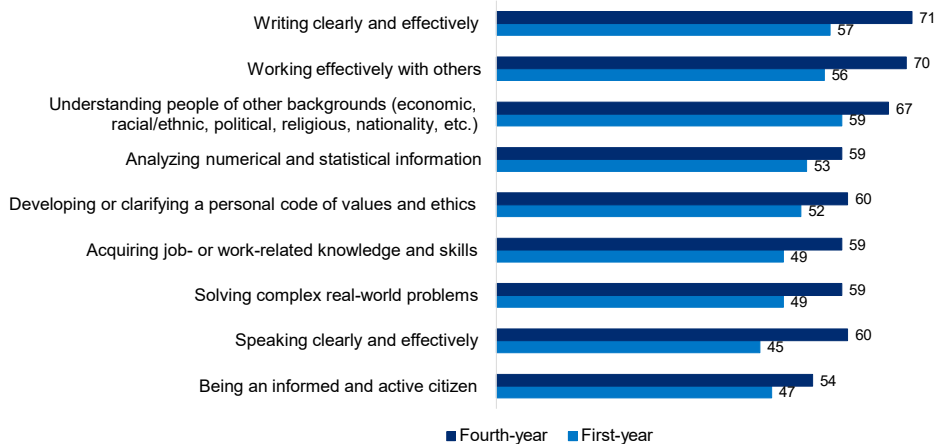 Writing clearly and effectively
71
57
Working effectively with others
70
56
Understanding people of other backgrounds (economic,
racial/ethnic, political, religious, nationality, etc.)
67
59
Analyzing numerical and statistical information
59
53
Developing or clarifying a personal code of values and ethics
60
52
Acquiring job- or work-related knowledge and skills
59
49
Solving complex real-world problems
59
49
Speaking clearly and effectively
60
45
Being an informed and active citizen
54
47
Fourth-year First-year